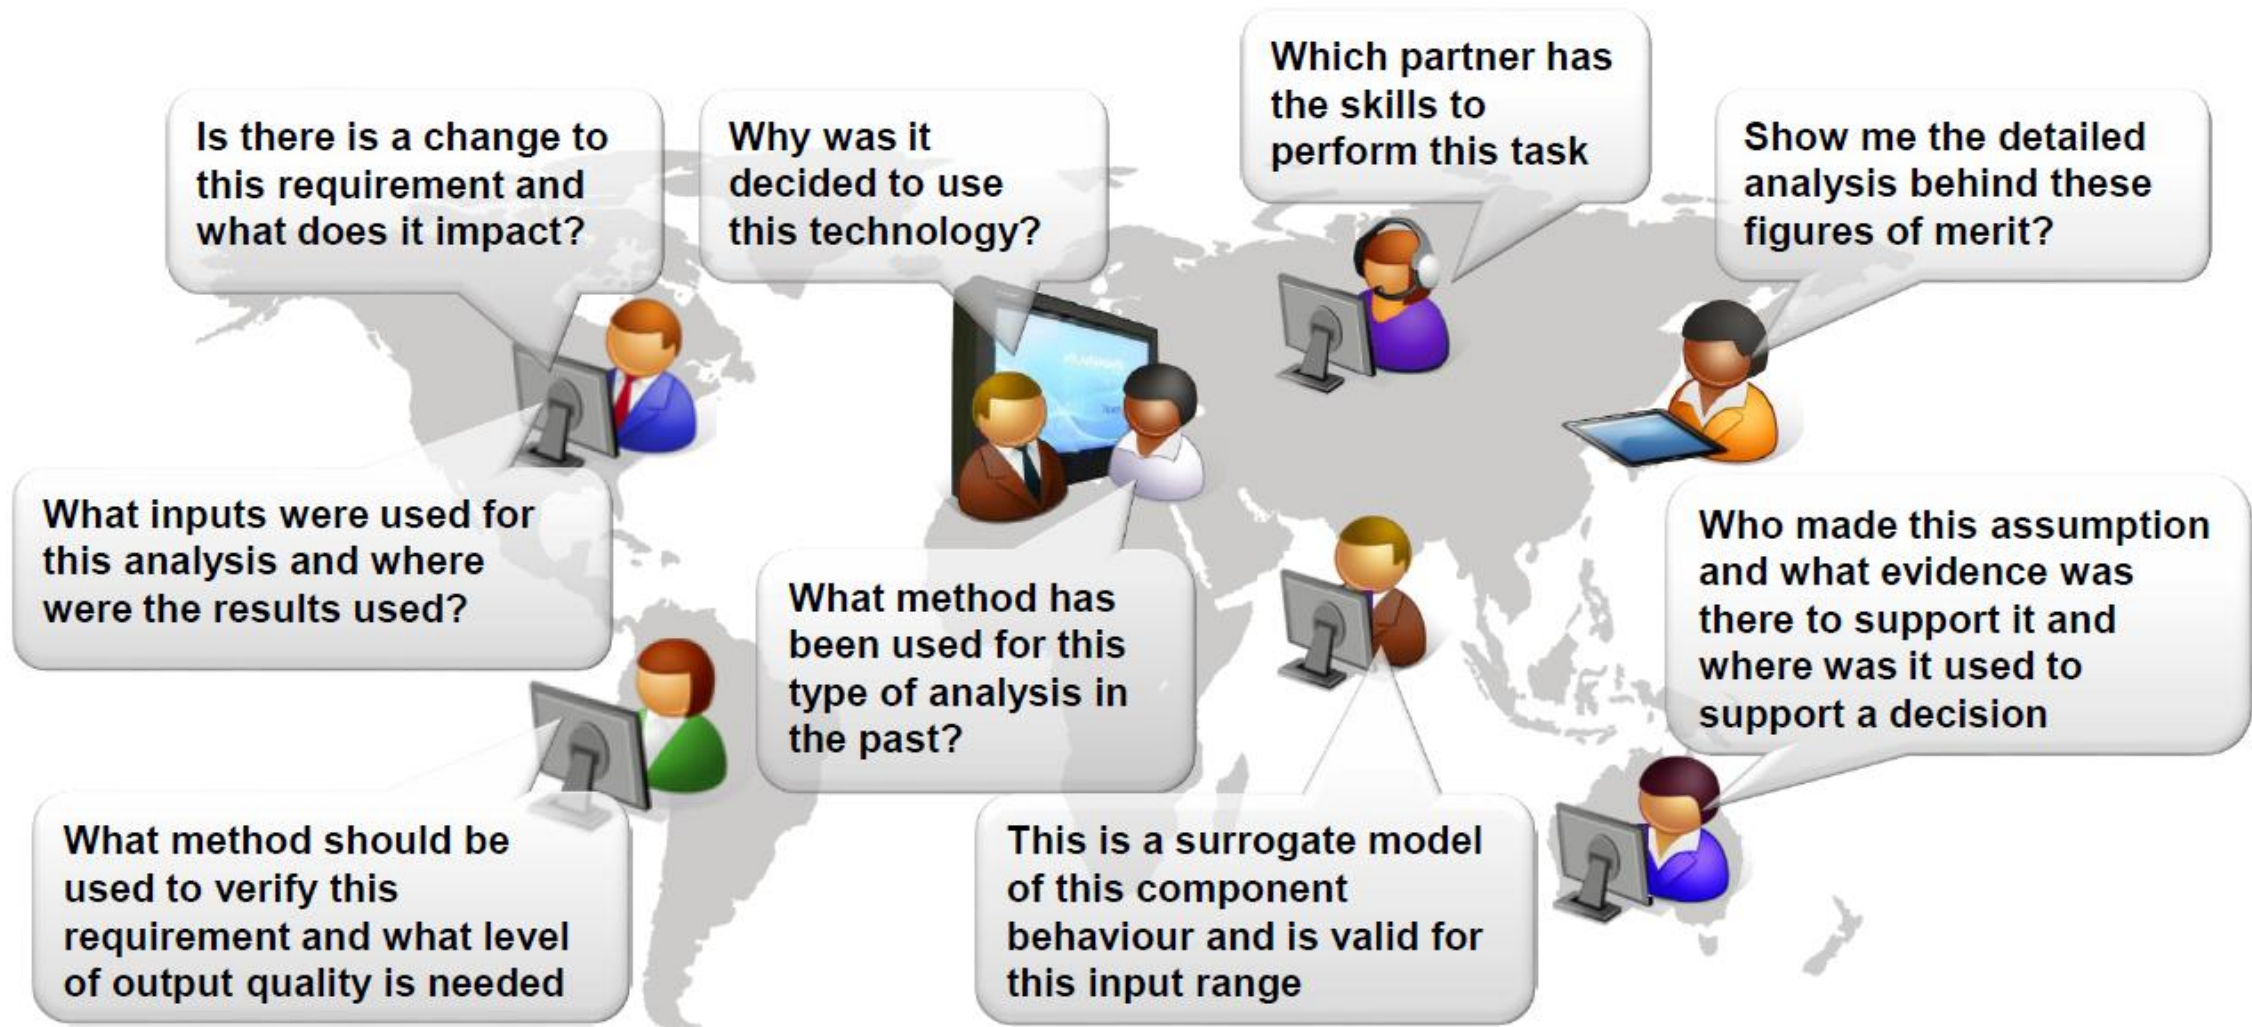 Is there is a change to
this requirement and
what does it impact?
Why was it
decided to use
this technology?
Which partner has
the skills to
perform this task
Show me the detailed
analysis behind these
figures of merit?
What inputs were used for
this analysis and where
were the results used?
What method has
been used for this
type of analysis in
the past?
Who made this assumption
and what evidence was
there to support it and
where was it used to
support a decision
What method should be
used to verify this
requirement and what level
of output quality is needed
This is a surrogate model
of this component
behaviour and is valid for
this input range